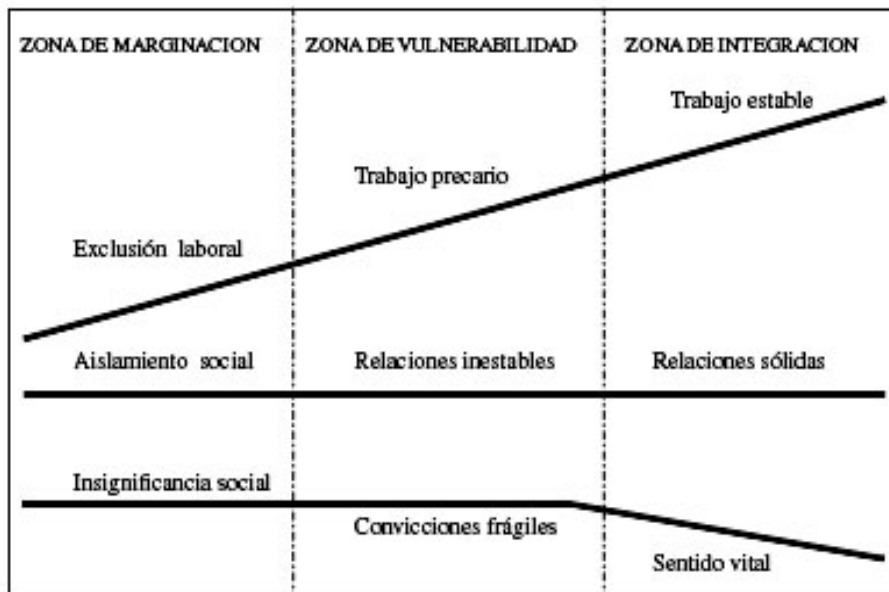 ZONA DE MARGINACION
ZONA DE VULNERABILIDAD
ZONA DE INTEGRACION
Trabajo estable
Trabajo precario
Exclusión laboral
Aislamiento social
Relaciones inestables
Relaciones sólidas
Insignificancia social
Convicciones frágiles
Sentido vital